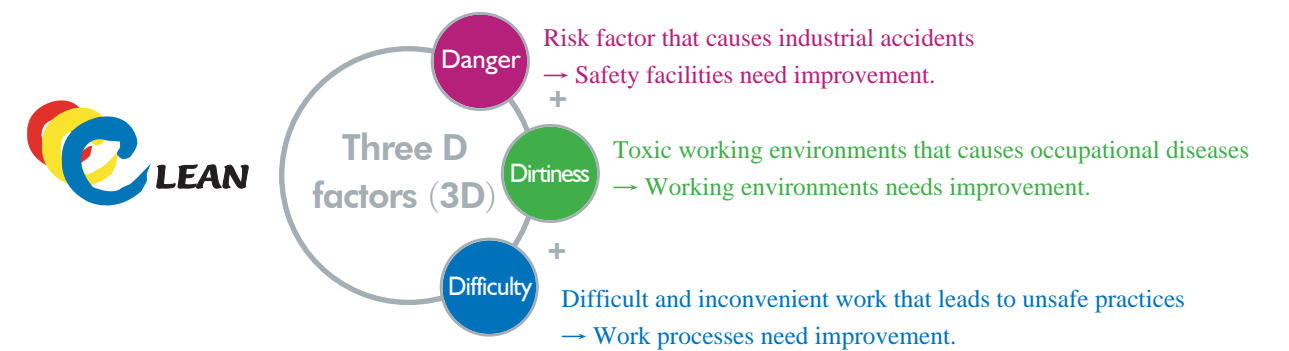 CLEAN
Three D
factors (3D)
Danger
Risk factor that causes industrial accidents
→ Safety facilities need improvement.
+
Dirtiness
Toxic working environments that causes occupational diseases
→ Working environments needs improvement.
+
Difficulty
Difficult and inconvenient work that leads to unsafe practices
→ Work processes need improvement.